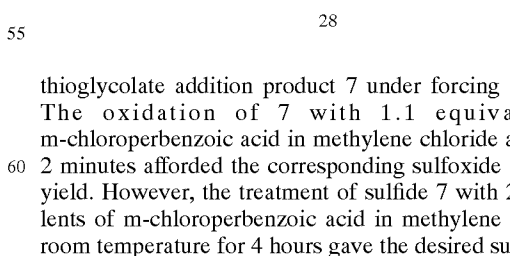 28
55
thioglycolate addition product 7 under forcing
The oxidation of 7 with 1.1
m-chloroperbenzoic acid in methylene chloride
60 2 minutes afforded the corresponding sulfoxide
yield. However, the treatment of sulfide 7 with
lents of m-chloroperbenzoic acid in methylene
room temperature for 4 hours gave the desired